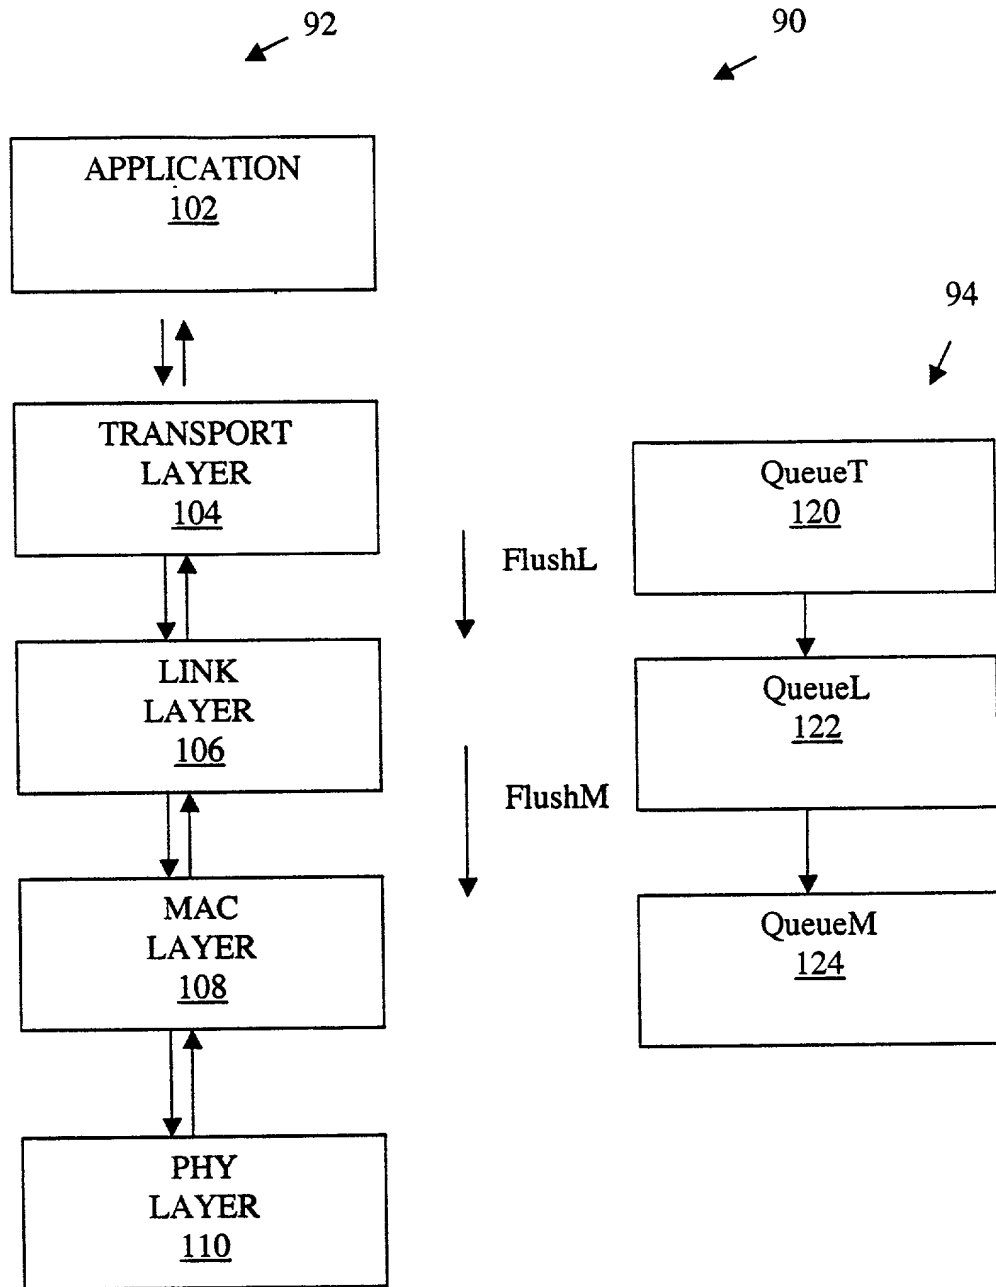 92
90
APPLICATION
102
94
TRANSPORT
LAYER
104
QueueT
120
FlushL
LINK
LAYER
106
QueueL
122
FlushM
MAC
LAYER
108
QueueM
124
PHY
LAYER
110